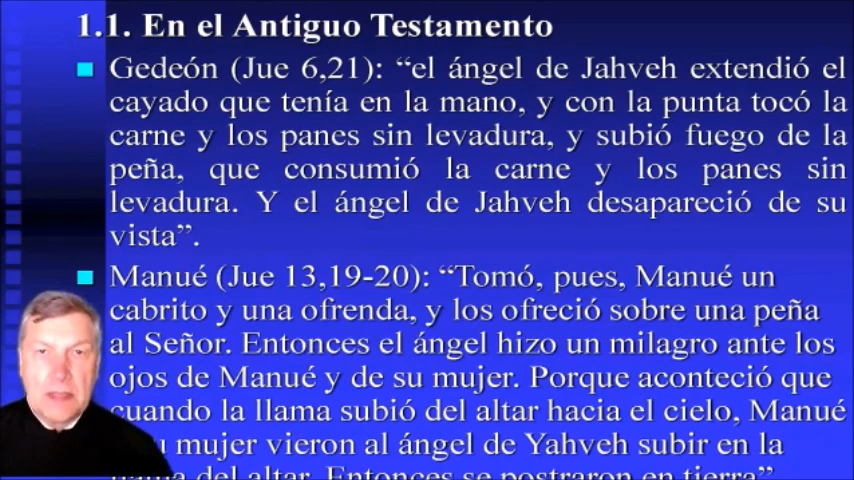 1.1. En el Antiguo Testamento
Gedeón (Jue 6,21): “el ángel de Jahveh extendió el
cayado que tenía en la mano, y con la punta tocó la
carne y los panes sin levadura, y subió fuego de la
peña, que consumió la carne y los panes sin
levadura. Y el ángel de Jahveh desapareció de su
vista”.
Manué (Jue 13,19-20): “Tomó, pues, Manué un
cabrito y una ofrenda, y los ofreció sobre una peña
al Señor. Entonces el ángel hizo un milagro ante los
ojos de Manué y de su mujer. Porque aconteció que
cuando la llama subió del altar hacia el cielo, Manué
mujer vieron al ángel de Yahveh subir en la
del altar. Entonces se postraron en tierra”